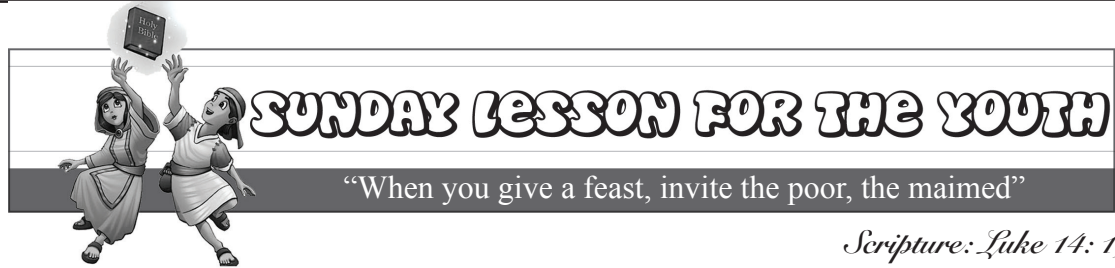 Holy
Bible
SUNDAY LESSON FOR THE YOUTH
“When you give a feast, invite the poor, the maimed”
Scripture: Luke 14: 1